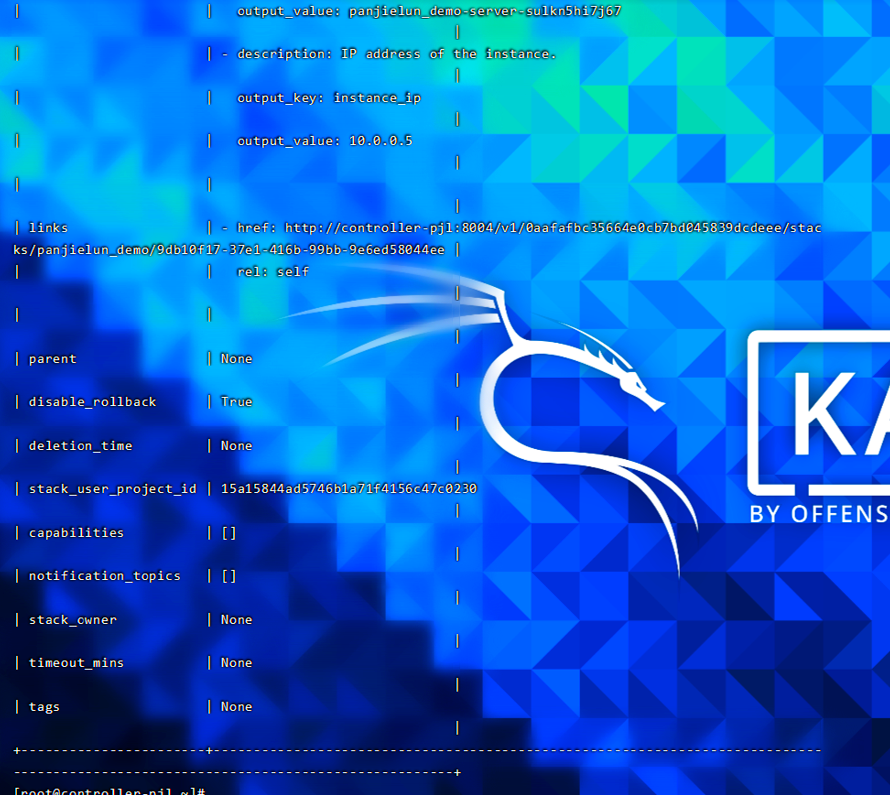 |                       |   output_value: panjielun_demo-server-sulkn5hi7j67
|
|                       | - description: IP address of the instance.
|
|                       |   output_key: instance_ip
|
|                       |   output_value: 10.0.0.5
|
|                       |
|
| links                 | - href: http://controller-pjl:8004/v1/0aafafbc35664e0cb7bd045839dcdeee/stac
ks/panjielun_demo/9db10f17-37e1-416b-99bb-9e6ed58044ee |
|                       |   rel: self
|
|                       |
|
| parent                | None
|
| disable_rollback      | True
|
| deletion_time         | None
|
| stack_user_project_id | 15a15844ad5746b1a71f4156c47c0230
|
| capabilities          | []
|
| notification_topics   | []
|
| stack_owner           | None
|
| timeout_mins          | None
|
| tags                  | None
|
+-----------------------+----------------------------------------------------------------------------
-------------------------------------------------------+
[root@controller-pjl ~]#
KA
BY OFFENS